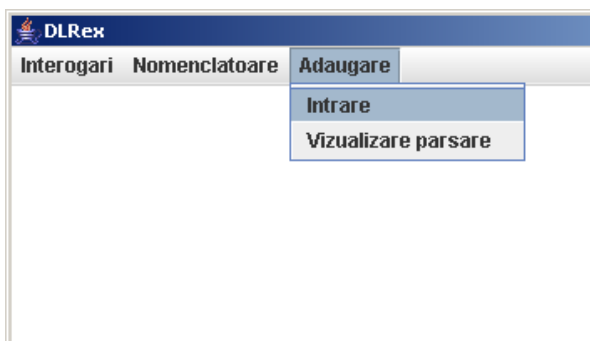 DLRex
Interogari Nomenclatoare Adaugare
Intrare
Vizualizare parsare